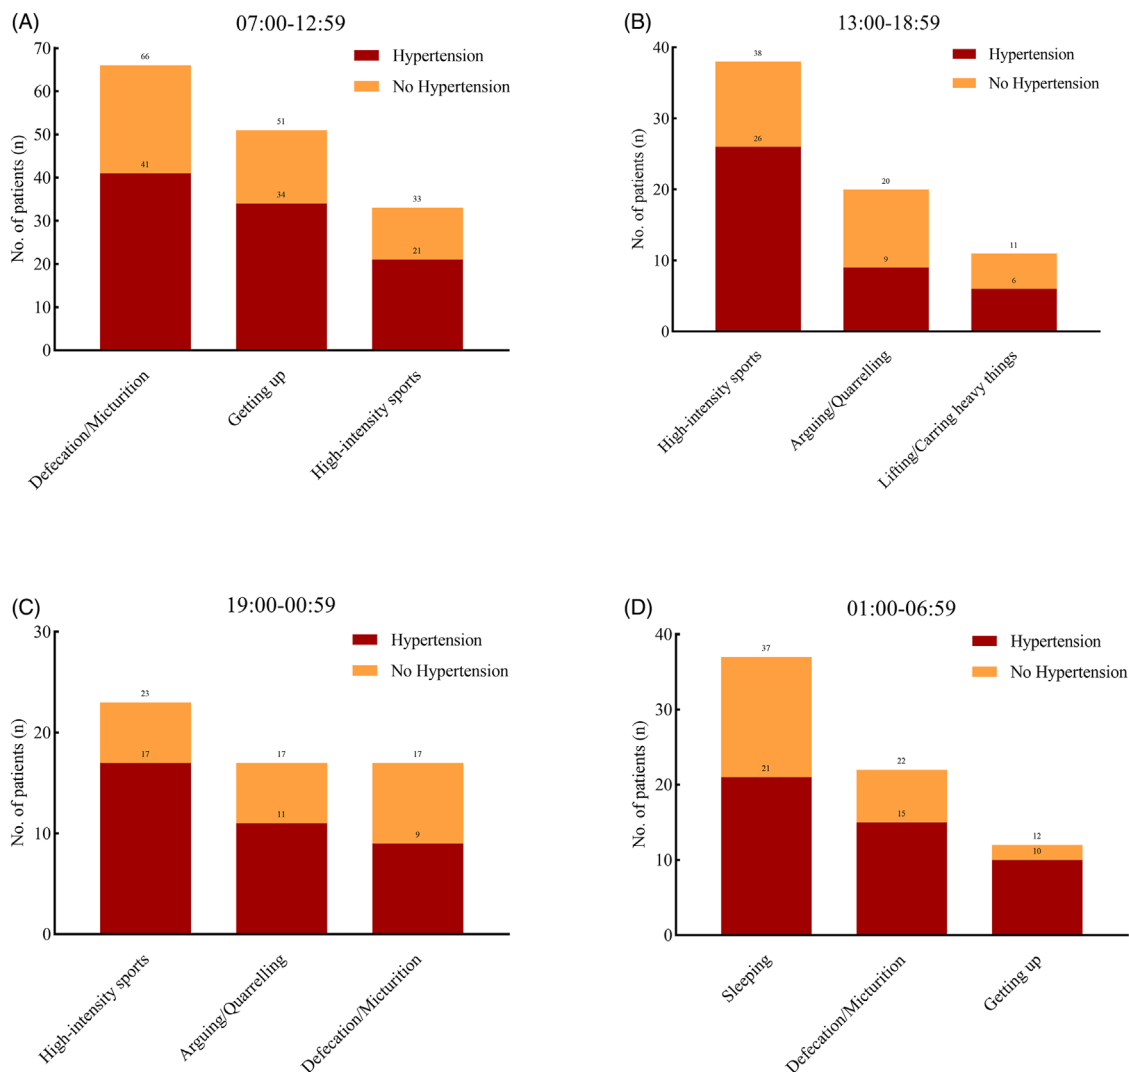 (A)
07:00-12:59
Hypertension
No Hypertension
No. of patients (n)
70
60
50
40
30
20
10
0
66
41
51
34
33
21
Defecation/Micturition
Getting up
High-intensity sports
(B)
13:00-18:59
Hypertension
No Hypertension
No. of patients (n)
40
30
20
10
0
38
26
20
9
11
6
High-intensity sports
Arguing/Quarrelling
Lifting/Carring heavy things
(C)
19:00-00:59
Hypertension
No Hypertension
No. of patients (n)
30
20
10
0
23
17
17
11
17
9
High-intensity sports
Arguing/Quarrelling
Defecation/Micturition
(D)
01:00-06:59
Hypertension
No Hypertension
No. of patients (n)
40
30
20
10
0
37
21
22
15
12
10
Sleeping
Defecation/Micturition
Getting up